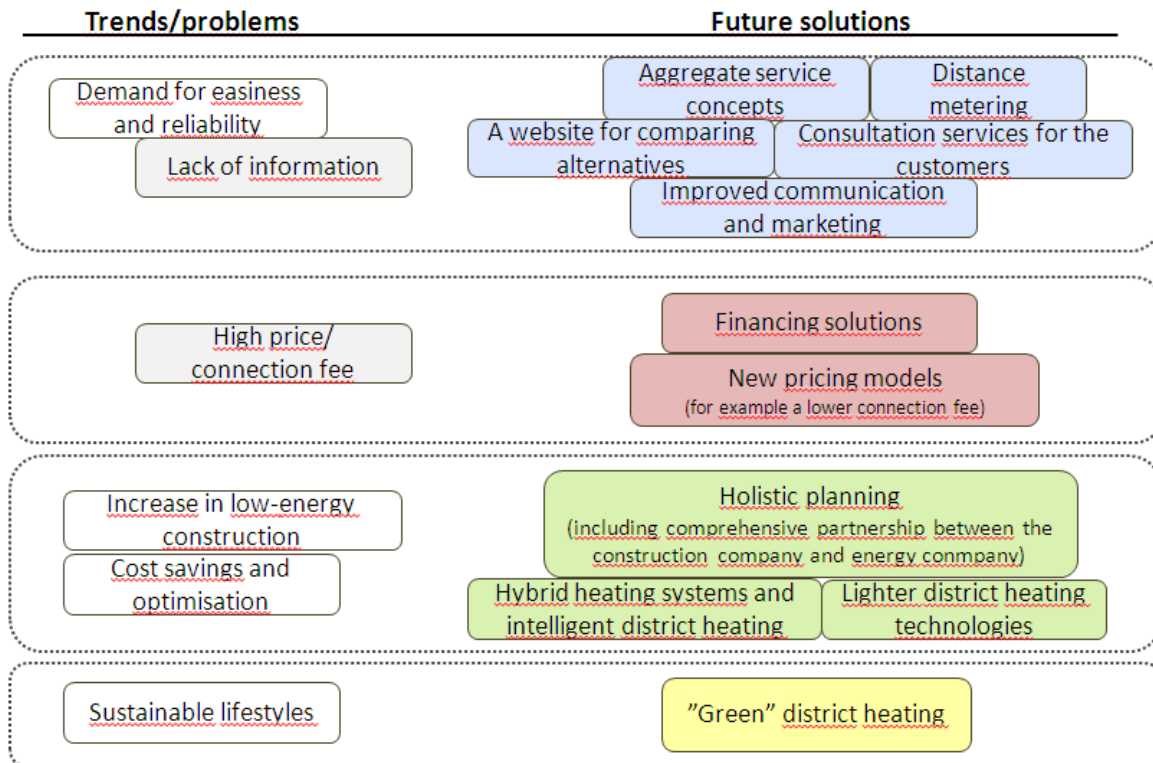 Trends/problems
Future solutions
Demand for easiness
and reliability
Lack of information
Aggregate service
concepts
Distance
metering
A website for comparing
alternatives
Consultation services for the
customers
Improved communication
and marketing
High price/
connection fee
Financing solutions
New pricing models
(for example a lower connection fee)
Increase in low-energy
construction
Cost savings and
optimisation
Holistic planning
(including comprehensive partnership between the
construction company and energy conmpany)
Hybrid heating systems and
intelligent district heating
Lighter district heating
technologies
Sustainable lifestyles
”Green” district heating